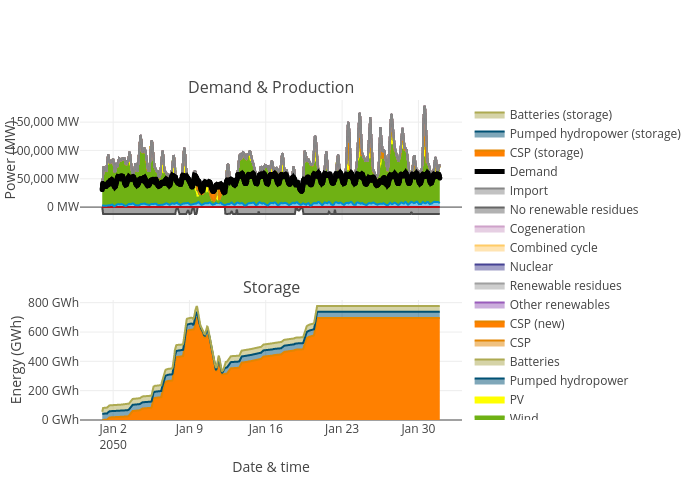 Demand & Production
Power (MW)
150,000 MW
100,000 MW
50,000 MW
0 MW
Storage
Energy (GWh)
800 GWh
600 GWh
400 GWh
200 GWh
0 GWh
Jan 2
2050
Jan 9
Jan 16
Jan 23
Jan 30
Date & time
Batteries (storage)
Pumped hydropower (storage)
CSP (storage)
Demand
Import
No renewable residues
Cogeneration
Combined cycle
Nuclear
Renewable residues
Other renewables
CSP (new)
CSP
Batteries
Pumped hydropower
PV
Wind